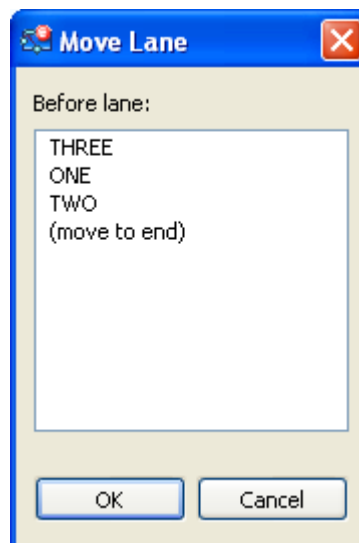 Move Lane
Before lane:
THREE
ONE
TWO
(move to end)
OK
Cancel